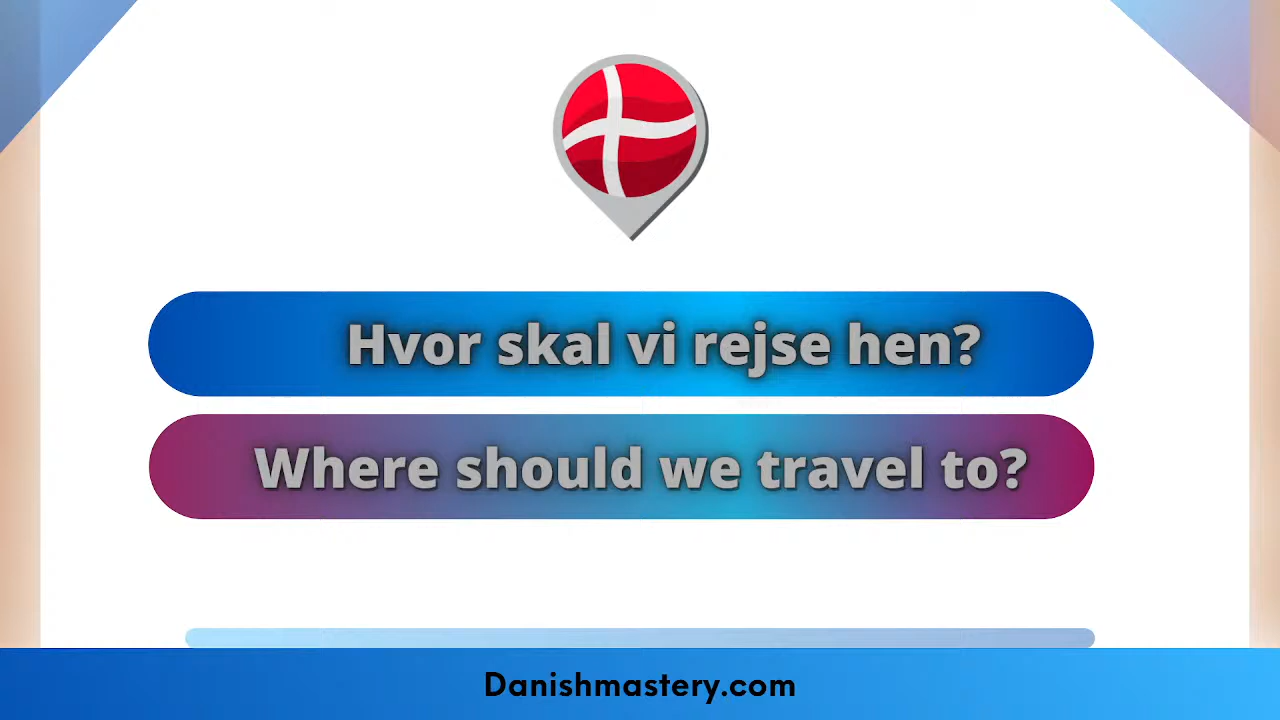 Hvor skal vi rejse hen?
Where should we travel to?
Danishmastery.com